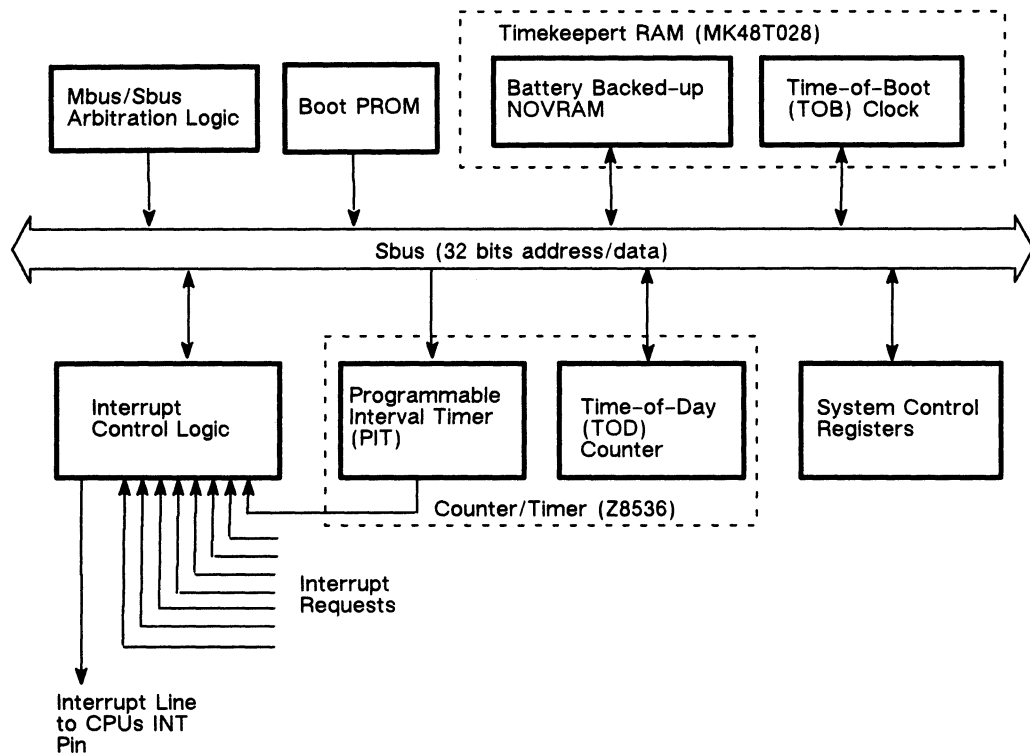 Timekeepert RAM (MK48T028)
Mbus/Sbus
Arbitration Logic
Boot PROM
Battery Backed-up
NOVRAM
Time-of-Boot
(TOB) Clock
Sbus (32 bits address/data)
Interrupt
Control Logic
Programmable
Interval Timer
(PIT)
Time-of-Day
(TOD)
Counter
System Control
Registers
Counter/Timer (Z8536)
Interrupt
Requests
Interrupt Line
to CPUs INT
Pin